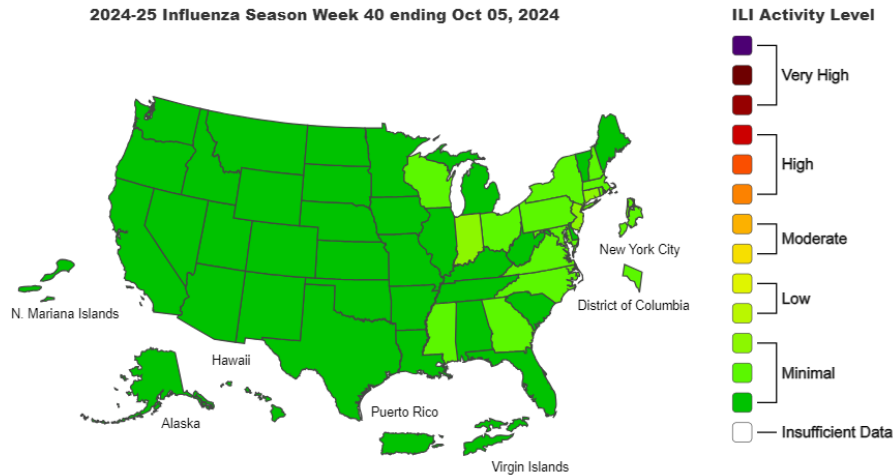 2024-25 Influenza Season Week 40 ending Oct 05, 2024
ILI Activity Level
Very High
High
Moderate
Low
Minimal
Insufficient Data
New York City
District of Columbia
N. Mariana Islands
Hawaii
Alaska
Puerto Rico
Virgin Islands